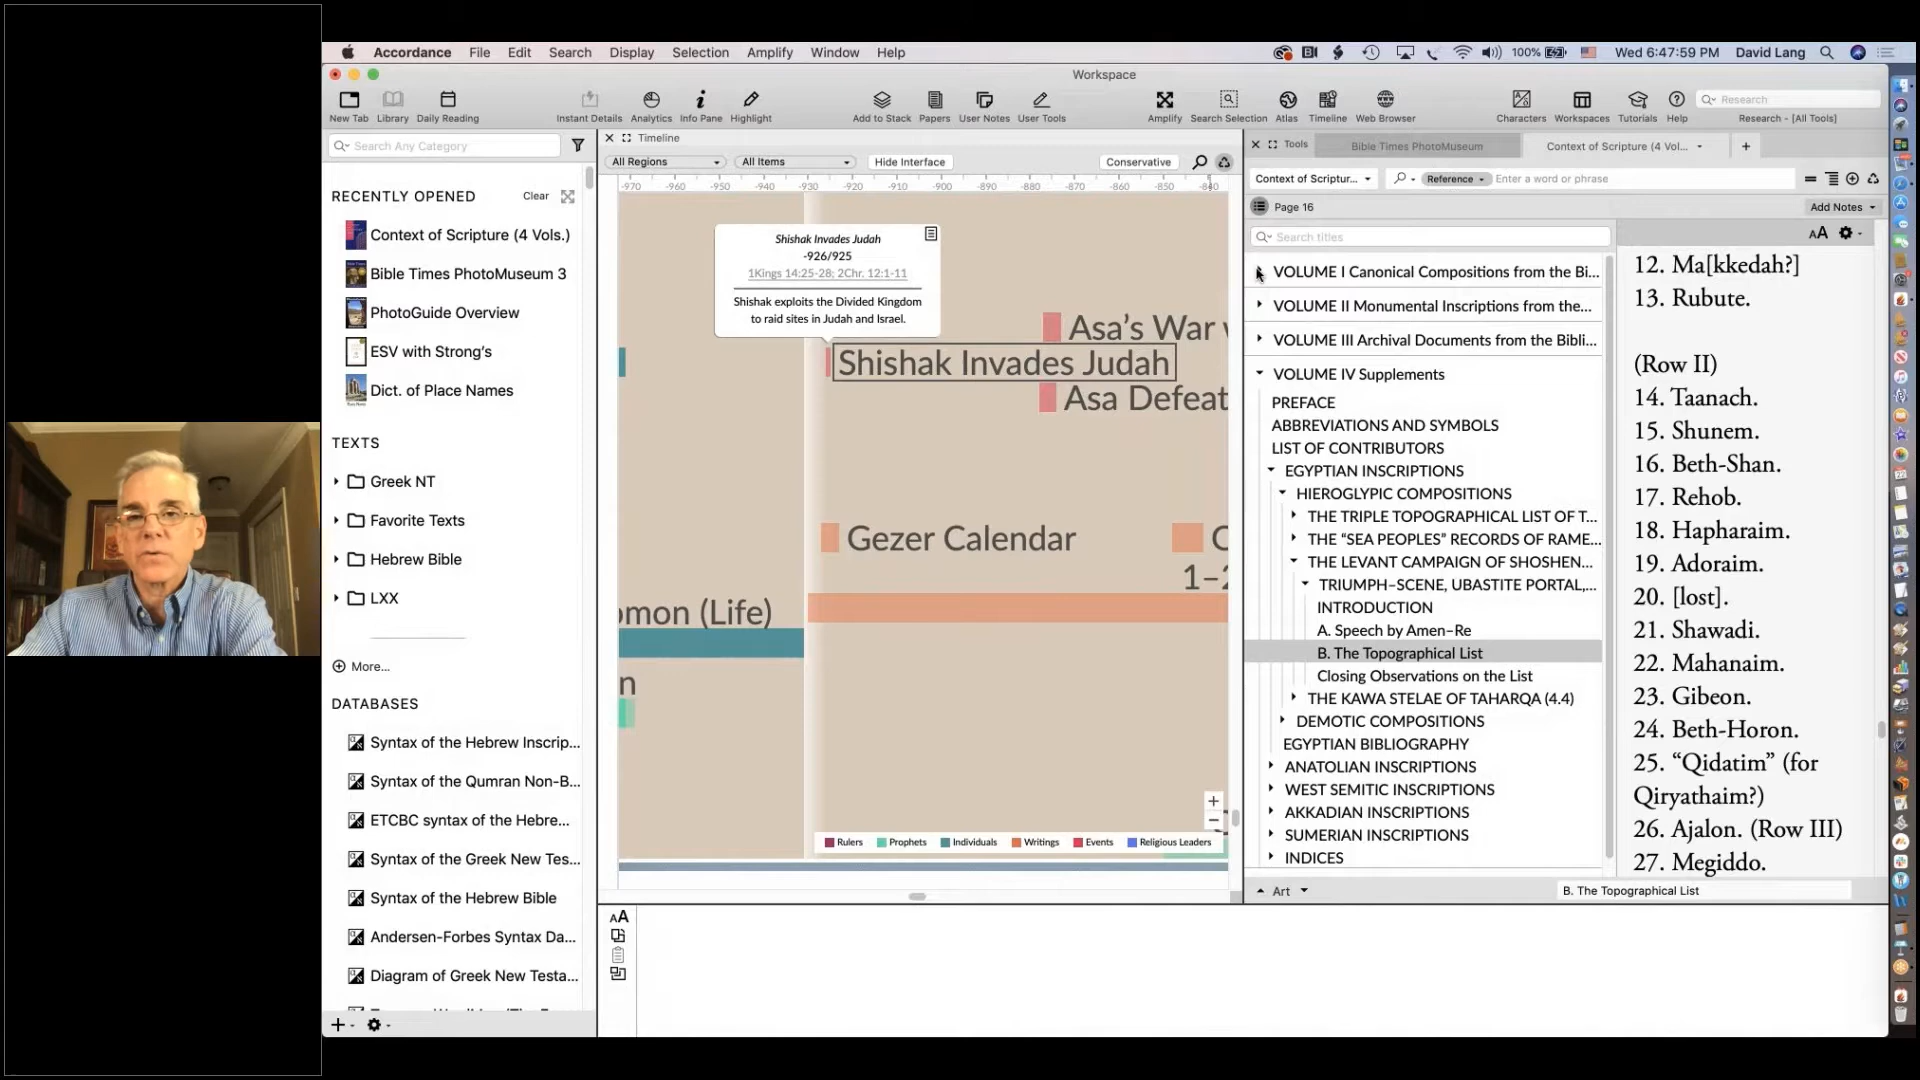 Accordance File Edit Search Display Selection Amplify Window Help
100% Wed 6:47:59 PM David Lang
Workspace
New Tab Library Daily Reading Instant Details Analytics Info Pane Highlight Add to Stack Papers User Notes User Tools Amplify Search Selection Atlas Timeline Web Browser Characters Workspaces Tutorials Help Research
Research - [All Tools]
Search Any Category
RECENTLY OPENED Clear
Context of Scripture (4 Vols.)
Bible Times PhotoMuseum 3
PhotoGuide Overview
ESV with Strong's
Dict. of Place Names
TEXTS
Greek NT
Favorite Texts
Hebrew Bible
LXX
More...
DATABASES
Syntax of the Hebrew Inscrip...
Syntax of the Qumran Non-B...
ETCBC syntax of the Hebre...
Syntax of the Greek New Tes...
Syntax of the Hebrew Bible
Andersen-Forbes Syntax Da...
Diagram of Greek New Testa...
Timeline
All Regions All Items Hide Interface Conservative
-970 -960 -950 -940 -930 -920 -910 -900 -890 -880 -870 -860 -850 -840
Shishak Invades Judah
-926/925
1Kings 14:25-28; 2Chr. 12:1-11
Shishak exploits the Divided Kingdom
to raid sites in Judah and Israel.
Asa's War
Shishak Invades Judah
Asa Defeat
Gezer Calendar
1–2
omon (Life)
n
Rulers Prophets Individuals Writings Events Religious Leaders
Tools Bible Times PhotoMuseum Context of Scripture (4 Vol...
Context of Scriptur... Reference Enter a word or phrase
Page 16 Add Notes
Search titles
VOLUME I Canonical Compositions from the Bi...
VOLUME II Monumental Inscriptions from the...
VOLUME III Archival Documents from the Bibli...
VOLUME IV Supplements
PREFACE
ABBREVIATIONS AND SYMBOLS
LIST OF CONTRIBUTORS
EGYPTIAN INSCRIPTIONS
HIEROGLYPIC COMPOSITIONS
THE TRIPLE TOPOGRAPHICAL LIST OF T...
THE “SEA PEOPLES” RECORDS OF RAME...
THE LEVANT CAMPAIGN OF SHOSHEN...
TRIUMPH–SCENE, UBASTITE PORTAL,...
INTRODUCTION
A. Speech by Amen–Re
B. The Topographical List
Closing Observations on the List
THE KAWA STELAE OF TAHARQA (4.4)
DEMOTIC COMPOSITIONS
EGYPTIAN BIBLIOGRAPHY
ANATOLIAN INSCRIPTIONS
WEST SEMITIC INSCRIPTIONS
AKKADIAN INSCRIPTIONS
SUMERIAN INSCRIPTIONS
INDICES
AA
12. Ma[kkedah?]
13. Rubute.
(Row II)
14. Taanach.
15. Shunem.
16. Beth-Shan.
17. Rehob.
18. Hapharaim.
19. Adoraim.
20. [lost].
21. Shawadi.
22. Mahanaim.
23. Gibeon.
24. Beth-Horon.
25. “Qidatim” (for
Qiryathaim?)
26. Ajalon. (Row III)
27. Megiddo.
Art B. The Topographical List
AA